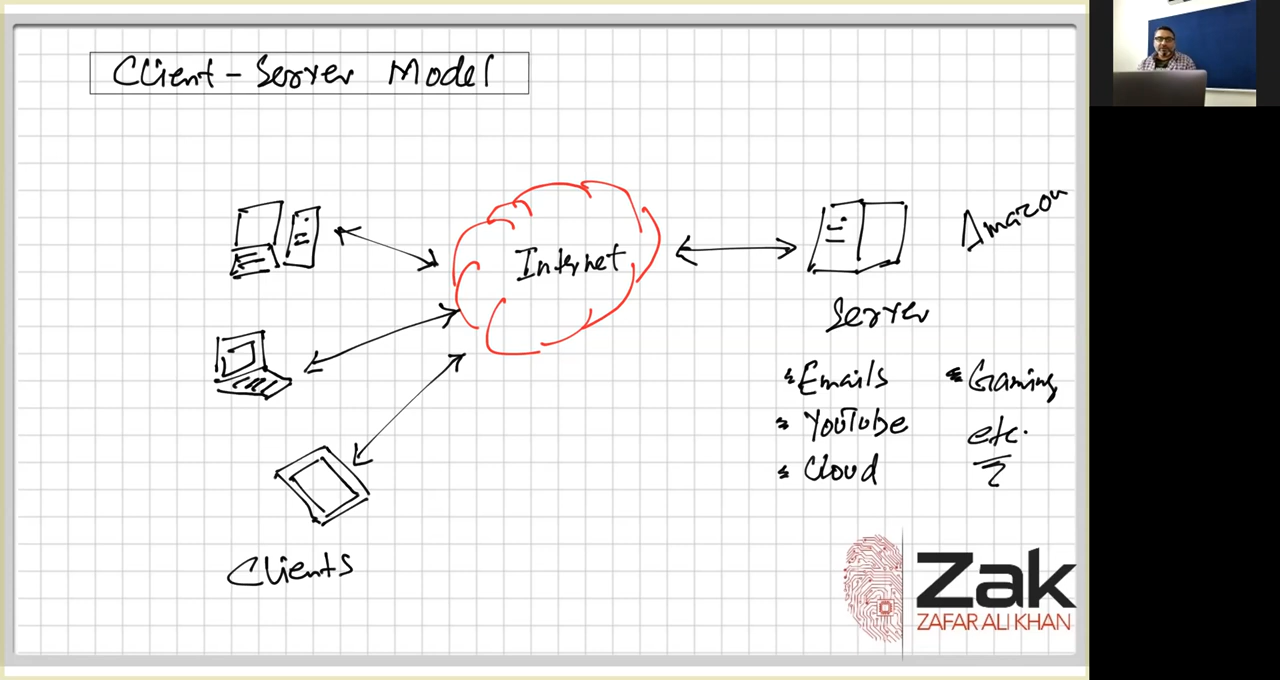 Client-Server Model
Internet
Amazon
Server
* Emails
* YouTube
* Cloud
* Gaming
etc.
Clients
Zak
ZAFAR ALI KHAN